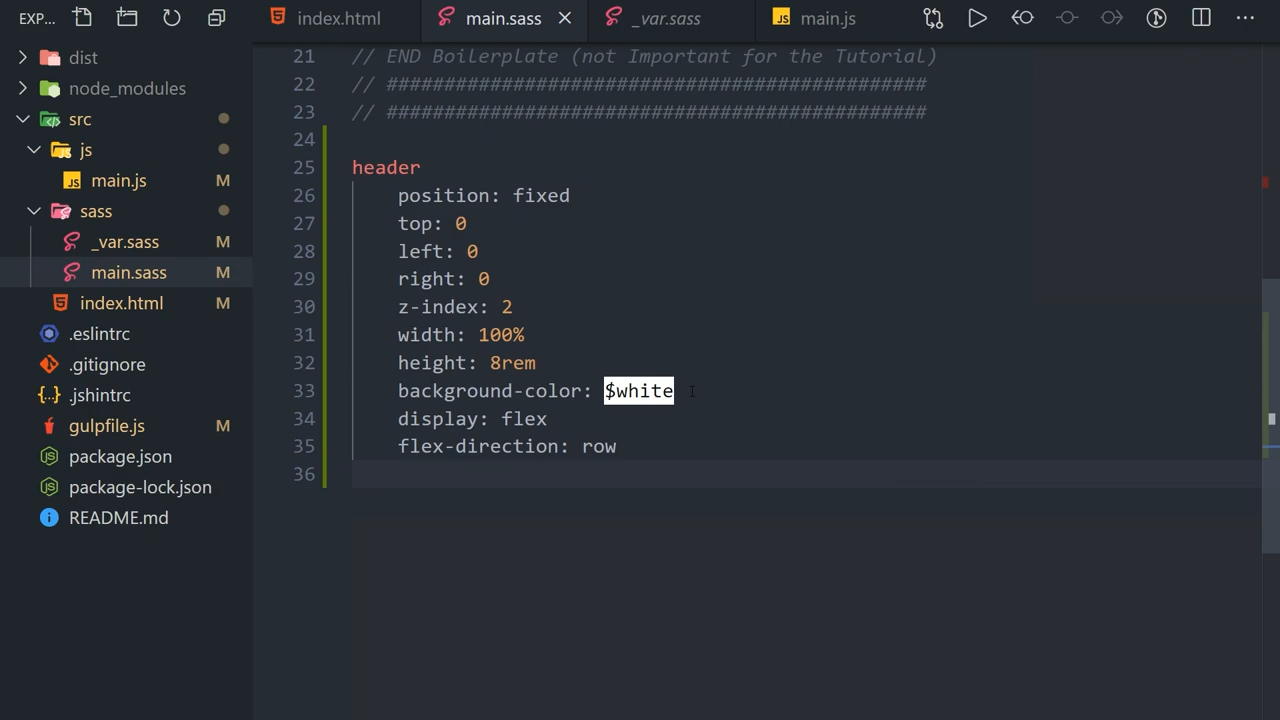 EXP...
index.html
main.sass
_var.sass
main.js
dist
node_modules
src
js
main.js M
sass
_var.sass M
main.sass M
index.html M
.eslintrc
.gitignore
.jshintrc
gulpfile.js M
package.json
package-lock.json
README.md
21 // END Boilerplate (not Important for the Tutorial)
22 // #############################################
23 // #############################################
24
25 header
26 position: fixed
27 top: 0
28 left: 0
29 right: 0
30 z-index: 2
31 width: 100%
32 height: 8rem
33 background-color: $white
34 display: flex
35 flex-direction: row
36